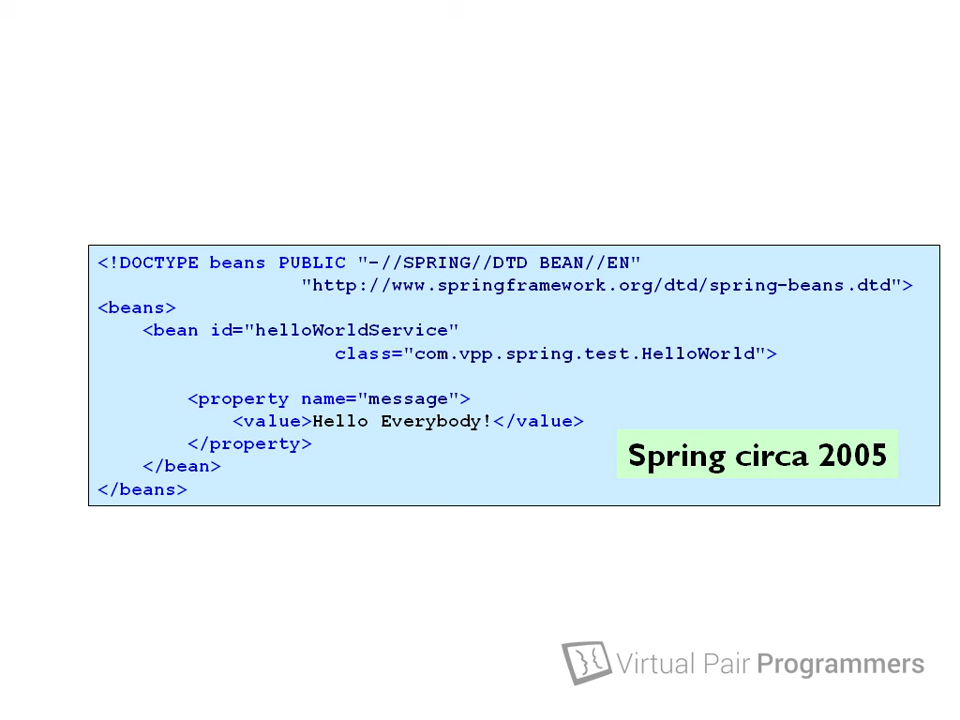 <!DOCTYPE beans PUBLIC "-//SPRING//DTD BEAN//EN"
"http://www.springframework.org/dtd/spring-beans.dtd">
<beans>
<bean id="helloWorldService"
class="com.vpp.spring.test.HelloWorld">
<property name="message">
<value>Hello Everybody!</value>
</property>
</bean>
</beans>
Spring circa 2005
Virtual Pair Programmers